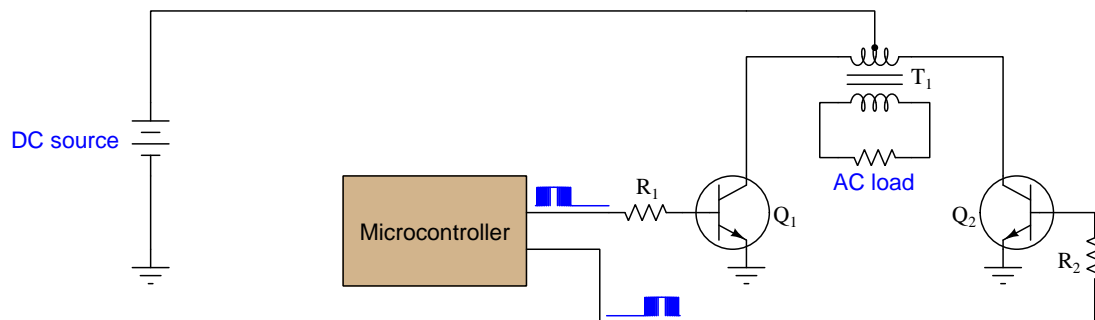 T1
DC source
AC load
R1
Microcontroller
Q1
Q2
R2